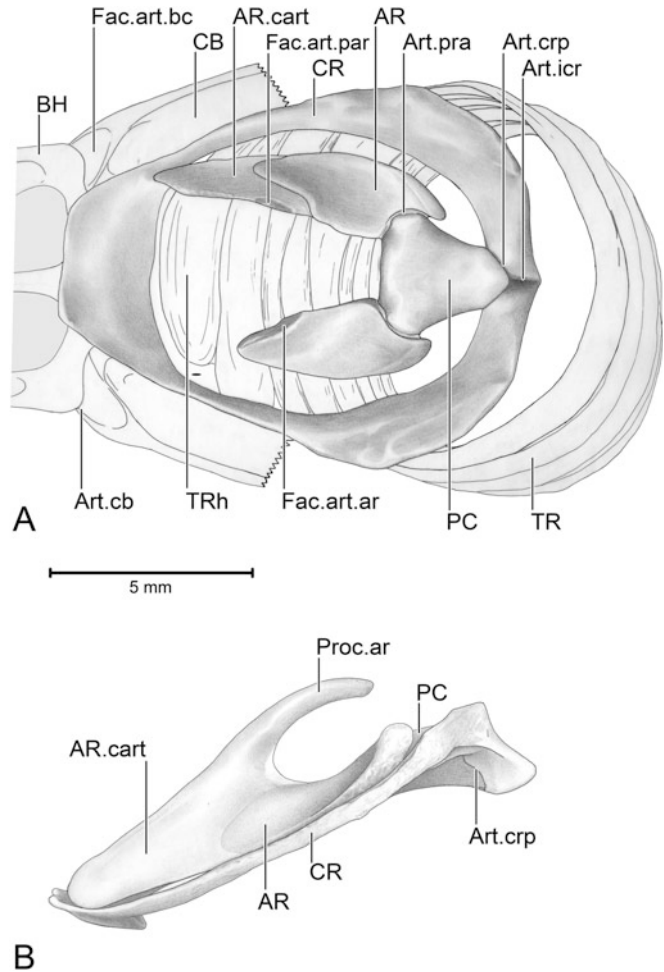 Fac.art.bc
AR.cart
AR
CB
Fac.art.par
Art.pra
Art.crp
BH
CR
Art.icr
Art.cb
TRh
Fac.art.ar
PC
TR
A
5 mm
Proc.ar
PC
AR.cart
Art.crp
CR
AR
B